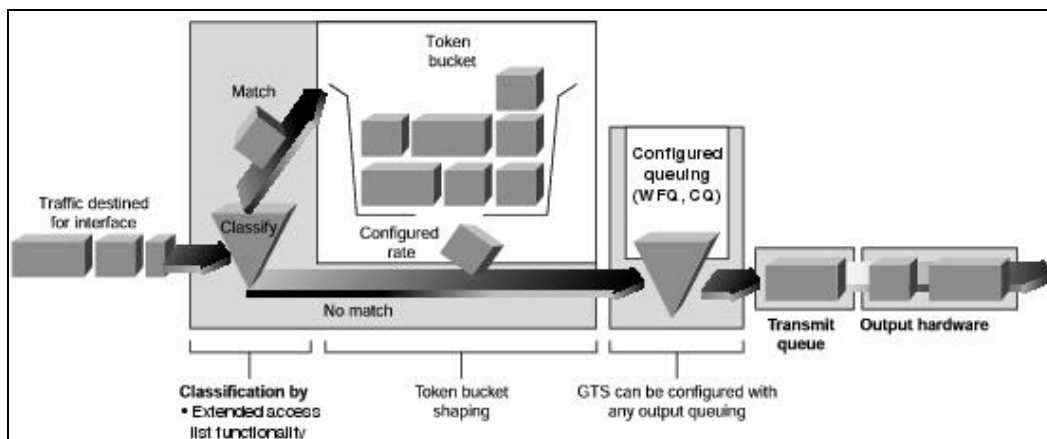 Token
bucket
Match
Configured
queuing
(WFQ, CQ)
Traffic destined
for interface
Classify
Configured
rate
No match
Transmit
queue
Output hardware
Classification by
• Extended access
list functionality
Token bucket
shaping
GTS can be configured with
any output queuing